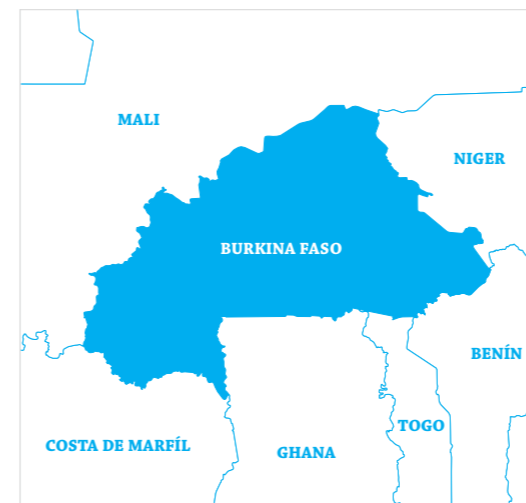 MALI
NIGER
BURKINA FASO
BENÍN
TOGO
COSTA DE MARFÍL
GHANA